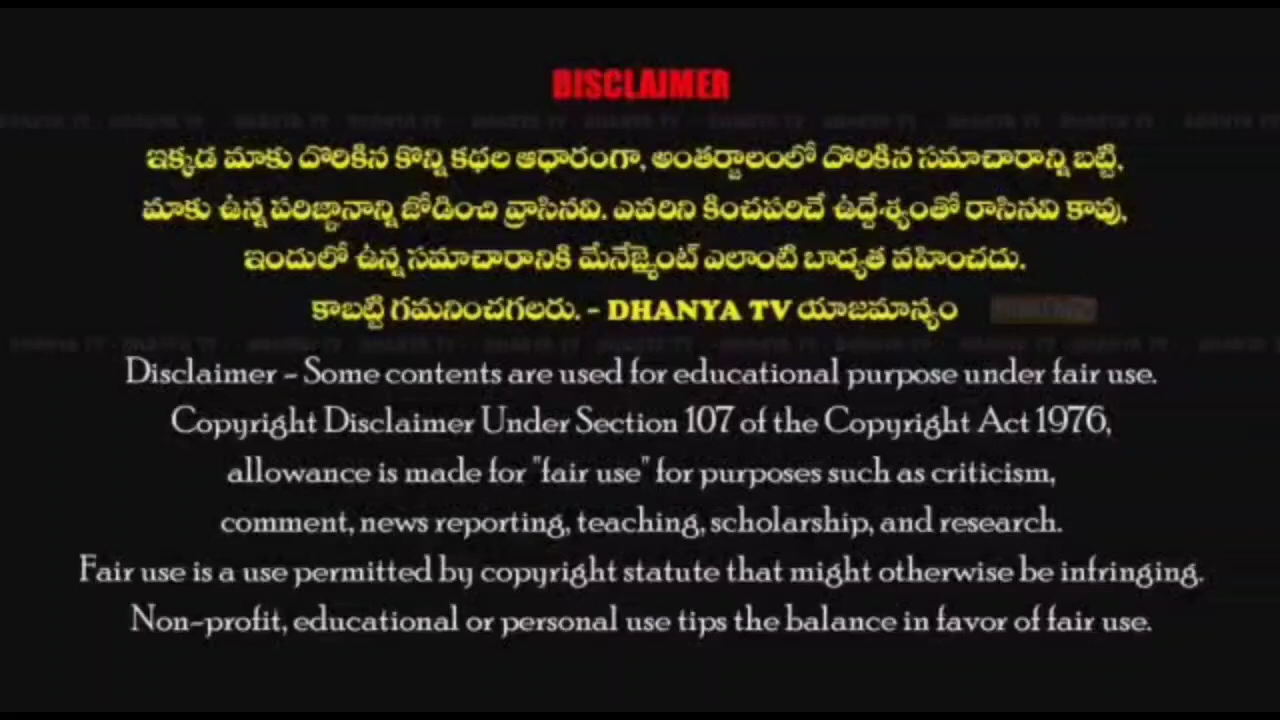 DISCLAIMER
ఇక్కడ మాకు దొరికిన కొన్ని కథల ఆధారంగా, అంతర్జాలంలో దొరికిన సమాచారాన్ని బట్టి,
మాకు ఉన్న పరిజ్ఞానాన్ని జోడించి వ్రాసినవి. ఎవరిని కించపరిచే ఉద్దేశ్యంతో రాసినవి కావు,
ఇందులో ఉన్న సమాచారానికి మేనేజ్మెంట్ ఎలాంటి బాద్యత వహించదు.
కాబట్టి గమనించగలరు. - DHANYA TV యాజమాన్యం
Disclaimer - Some contents are used for educational purpose under fair use.
Copyright Disclaimer Under Section 107 of the Copyright Act 1976,
allowance is made for "fair use" for purposes such as criticism,
comment, news reporting, teaching, scholarship, and research.
Fair use is a use permitted by copyright statute that might otherwise be infringing.
Non-profit, educational or personal use tips the balance in favor of fair use.